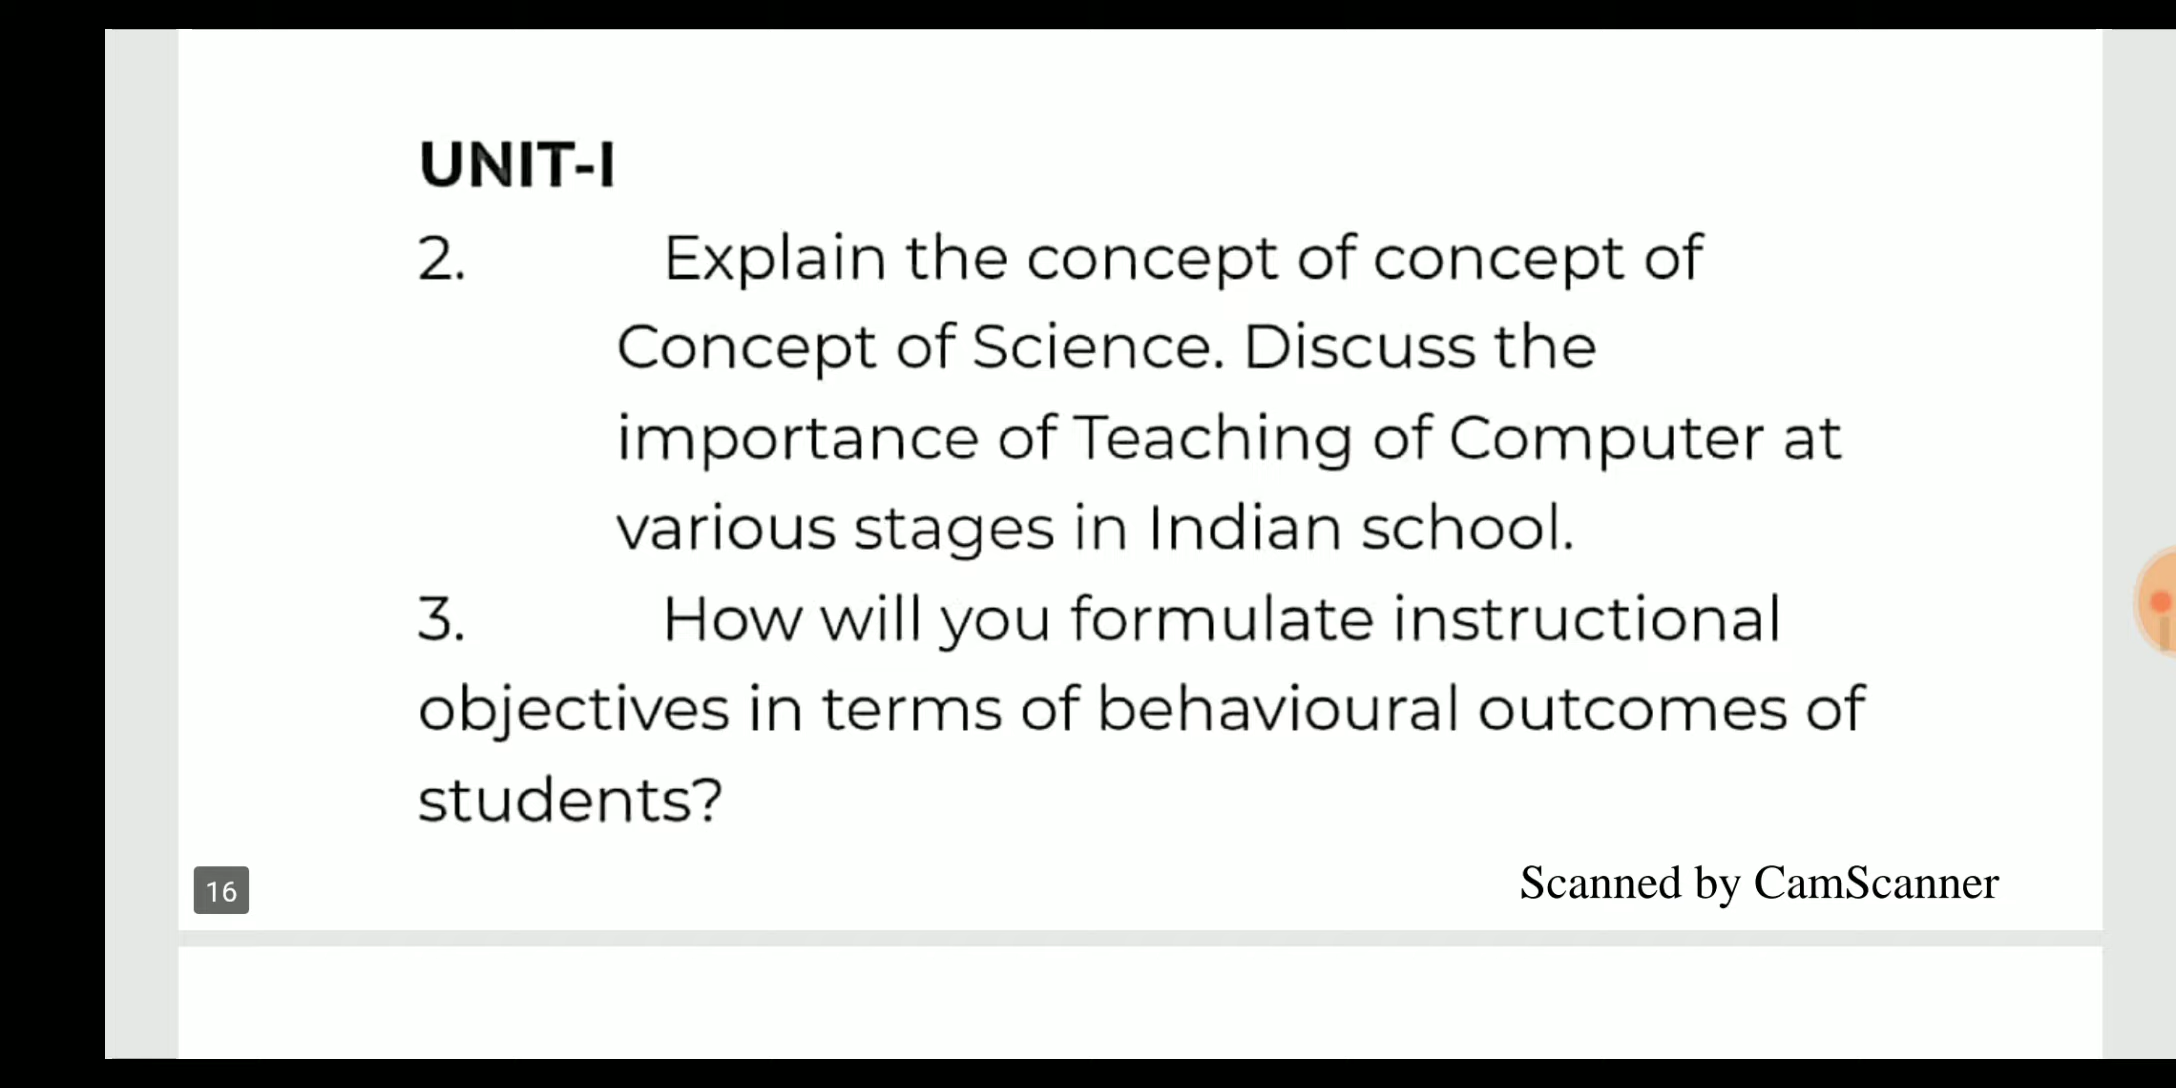 UNIT-I
2. Explain the concept of concept of
Concept of Science. Discuss the
importance of Teaching of Computer at
various stages in Indian school.
3. How will you formulate instructional
objectives in terms of behavioural outcomes of
students?
Scanned by CamScanner
16